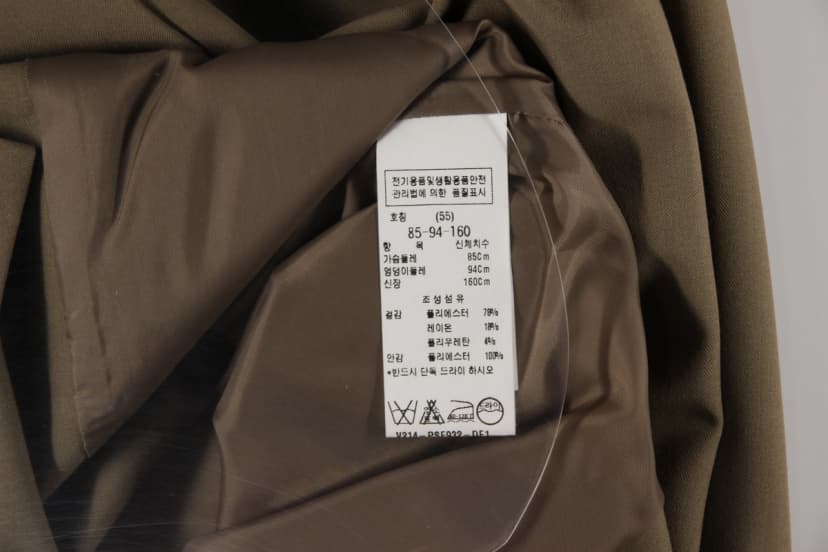 전기용품및생활용품안전
관리법에 의한 품질표시
호칭 (55)
85-94-160
항 목 신체치수
가슴둘레 85Cm
엉덩이둘레 94Cm
신장 160Cm
조성섬유
겉감 폴리에스터 78%
레이온 18%
폴리우레탄 4%
안감 폴리에스터 100%
*반드시 단독 드라이 하시오
드라이